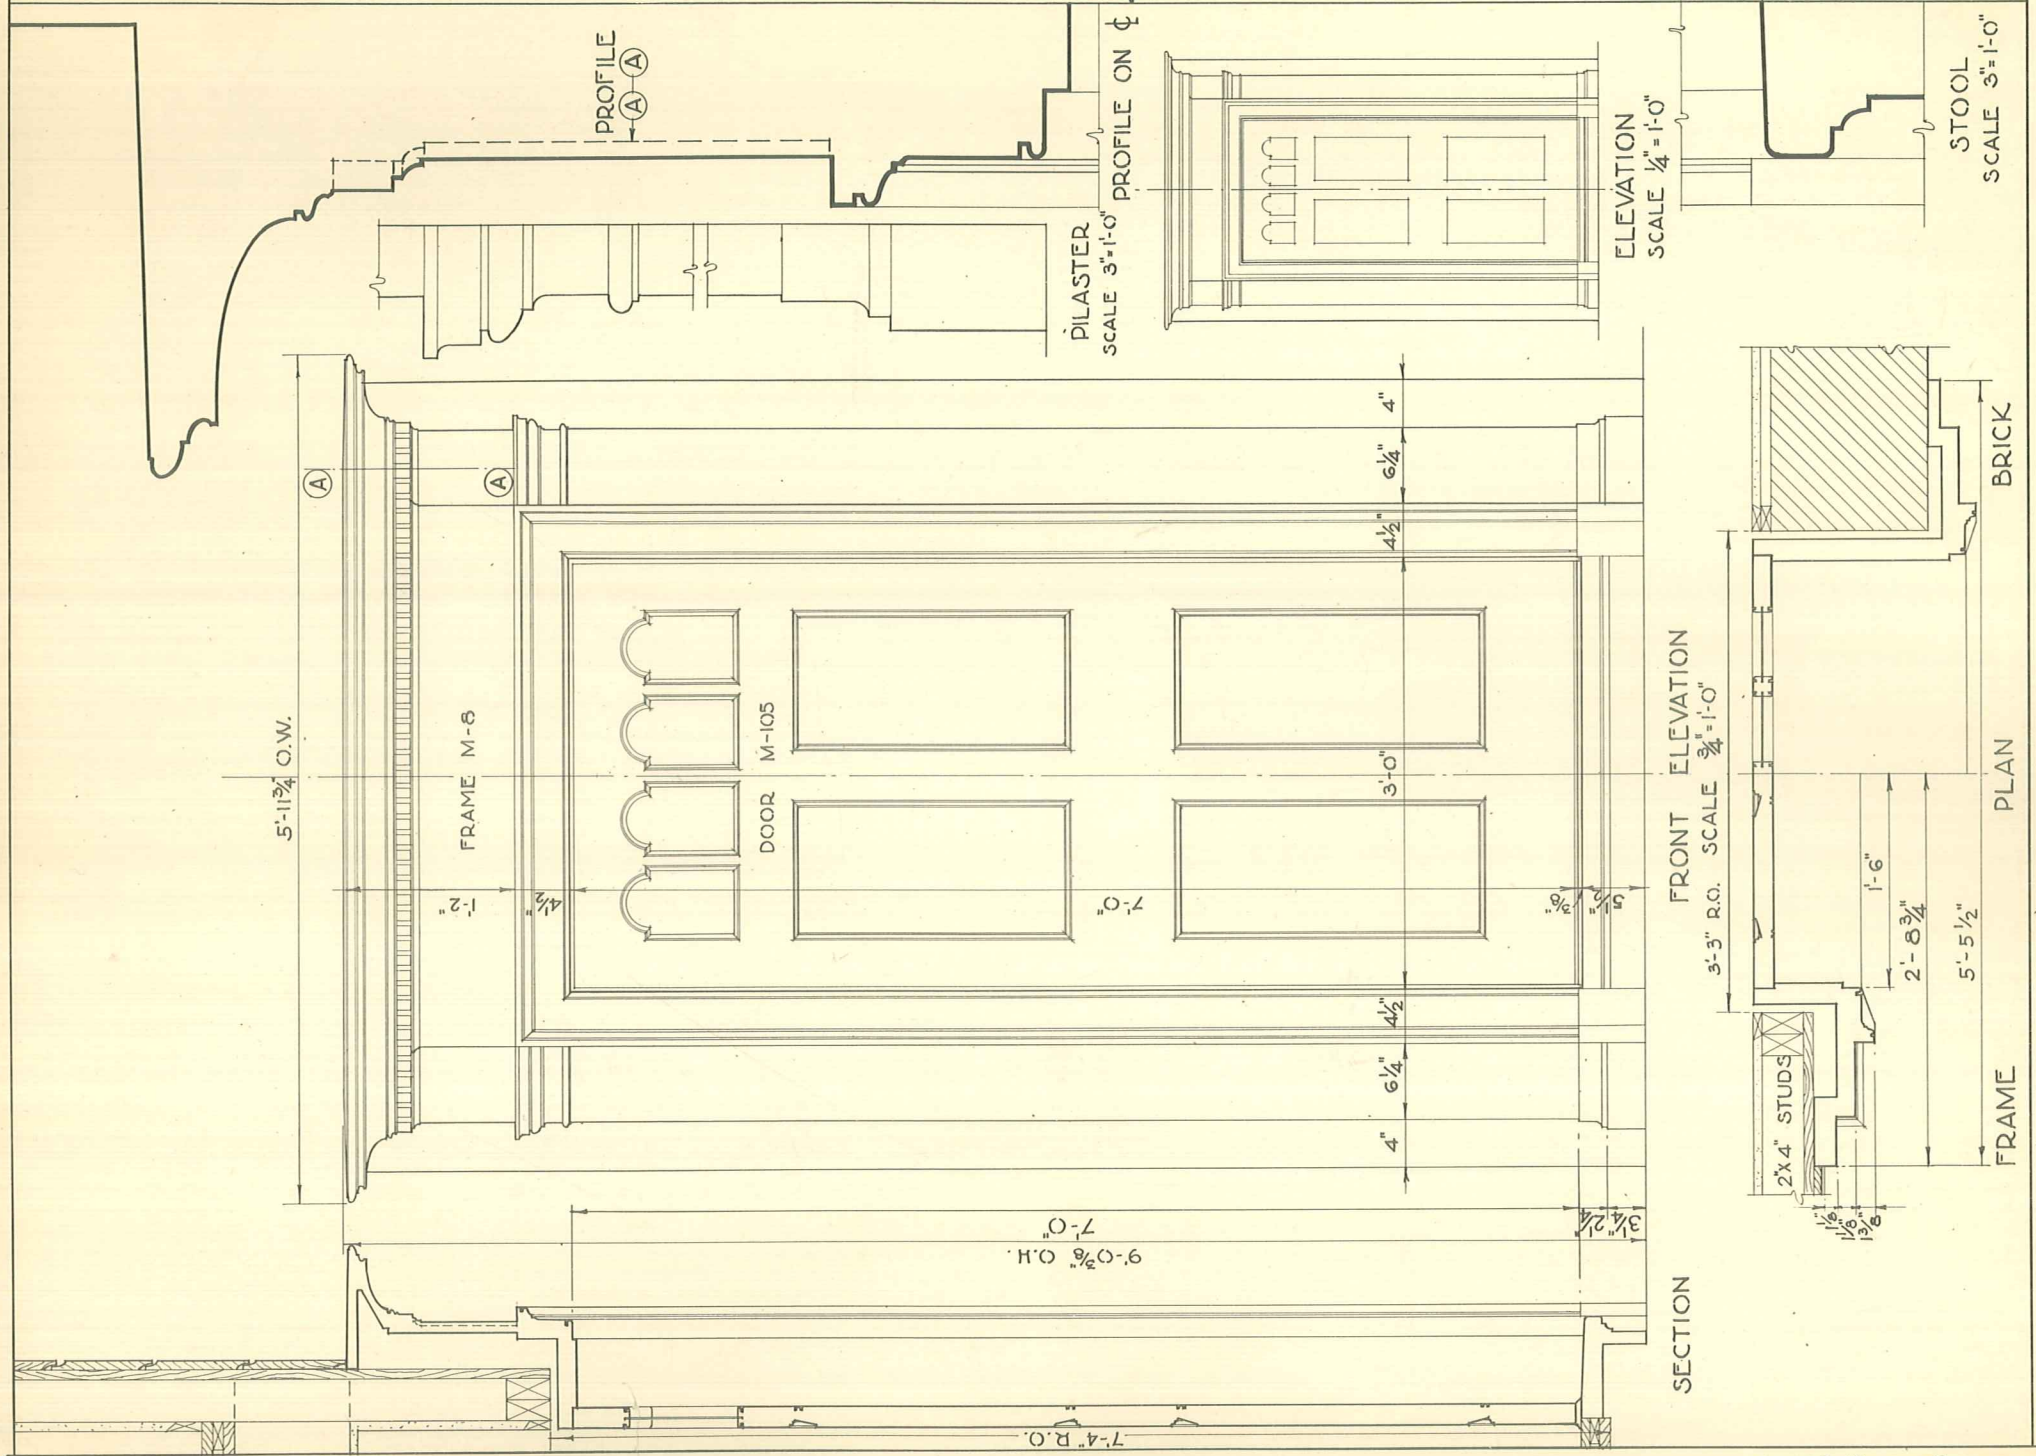 PROFILE
A A
PILASTER
SCALE 3"=1'-0"
PROFILE ON ℄
ELEVATION
SCALE ¼"=1'-0"
STOOL
SCALE 3"=1'-0"
5'-11¾" O.W.
A
A
FRAME M-8
DOOR M-105
1'-2"
4½"
7'-0"
⅜"
5½"
4"
6¼"
4½"
3'-0"
4½"
6¼"
4"
7'-0"
2¼"
3¼"
9'-0⅜" O.H.
7'-4" R.O.
SECTION
FRONT ELEVATION
SCALE ¾"=1'-0"
3'-3" R.O.
2"X4" STUDS
1'-6"
2'-8¾"
5'-5½"
1⅛"
1⅜"
FRAME PLAN BRICK